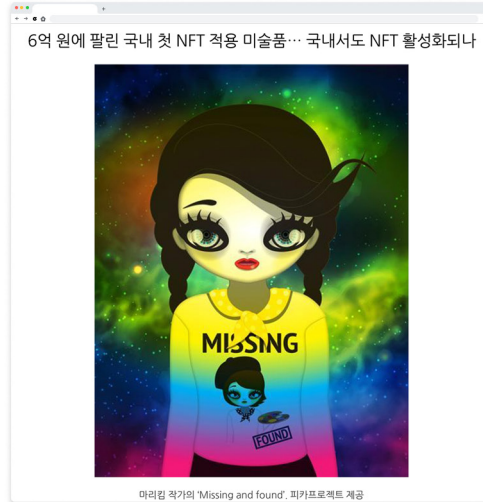 6억 원에 팔린 국내 첫 NFT 적용 미술품… 국내서도 NFT 활성화되나
MISSING
FOUND
마리킴 작가의 'Missing and found'. 피카프로젝트 제공